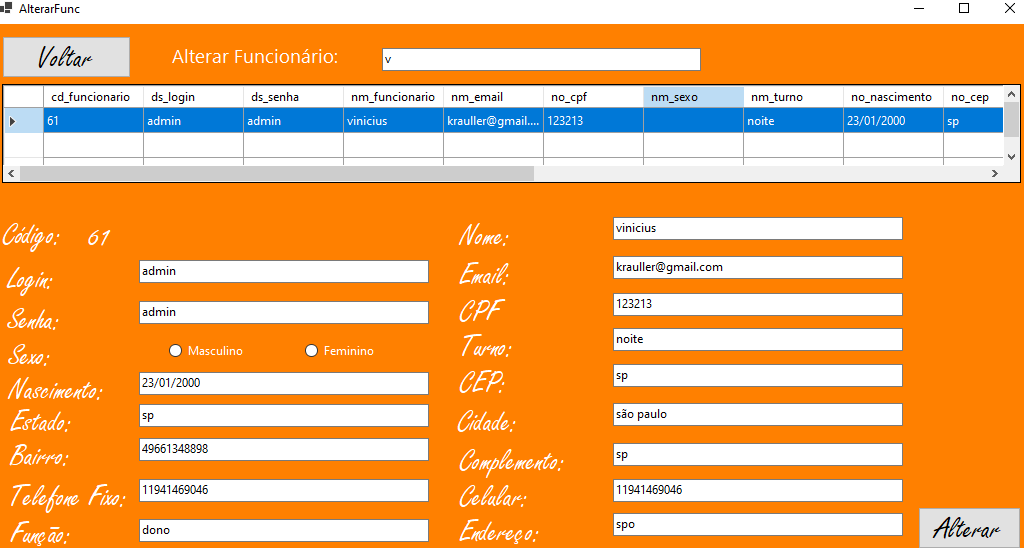 AlterarFunc
Voltar
Alterar Funcionário: v
cd_funcionario ds_login ds_senha nm_funcionario nm_email no_cpf nm_sexo nm_turno no_nascimento no_cep
61 admin admin vinicius krauller@gmail.... 123213 noite 23/01/2000 sp
Código: 61
Login: admin
Senha: admin
Sexo: Masculino Feminino
Nascimento: 23/01/2000
Estado: sp
Bairro: 49661348898
Telefone Fixo: 11941469046
Função: dono
Nome: vinicius
Email: krauller@gmail.com
CPF 123213
Turno: noite
CEP: sp
Cidade: são paulo
Complemento: sp
Celular: 11941469046
Endereço: spo
Alterar